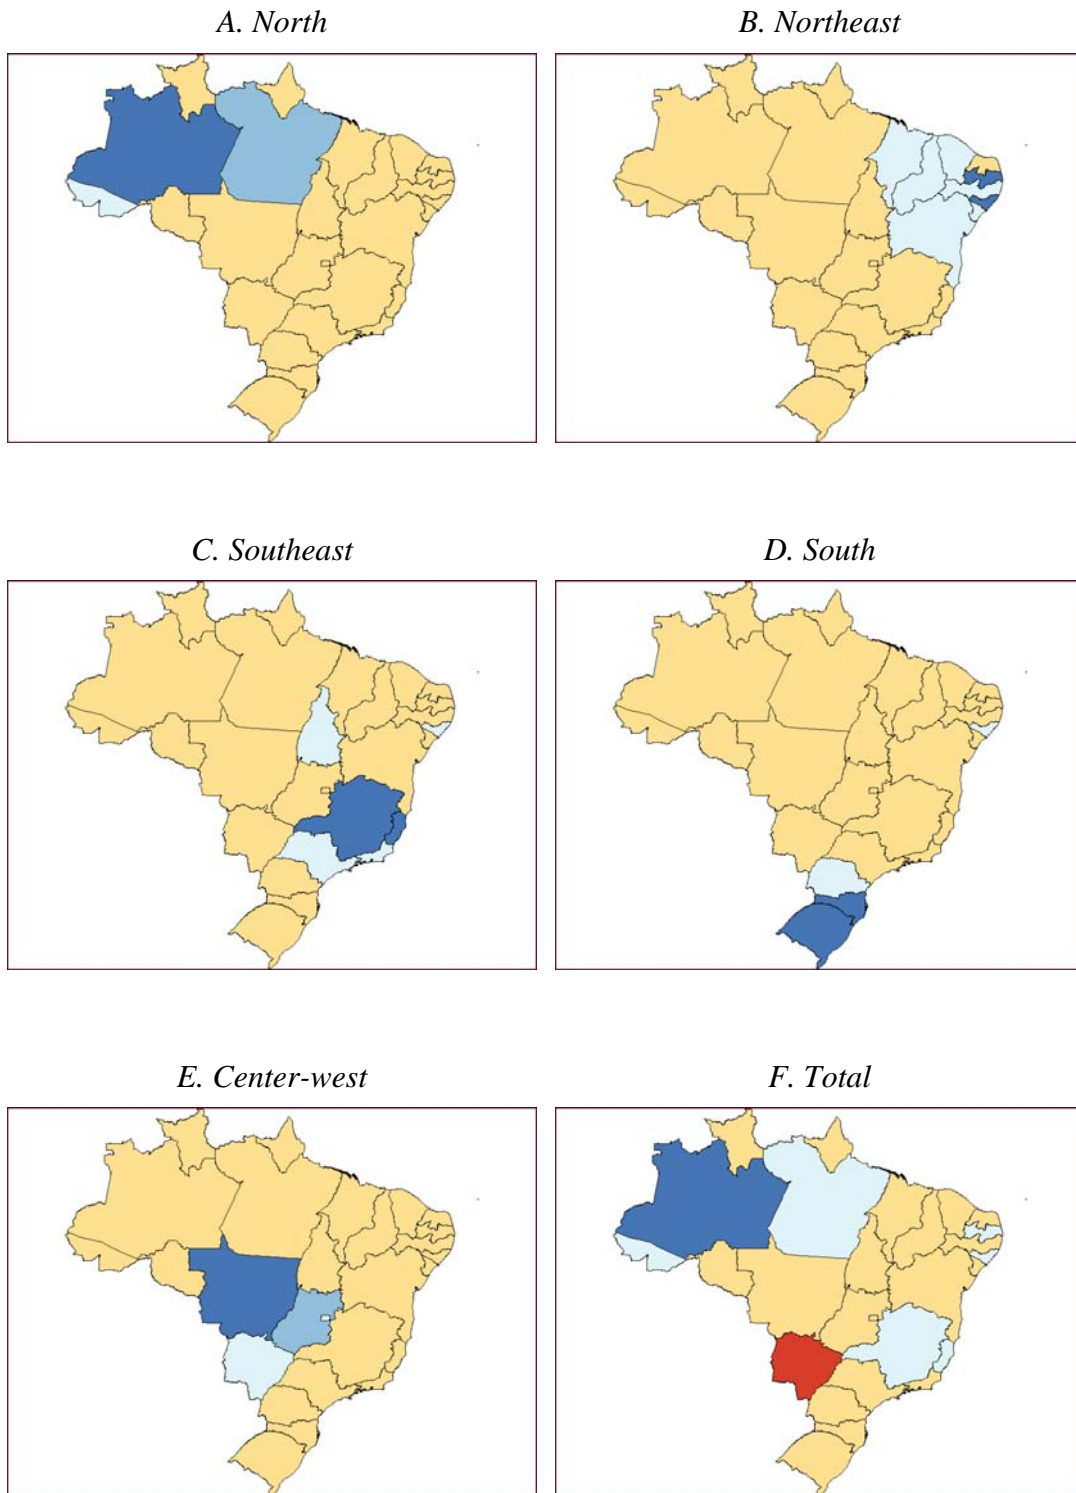 A. North
B. Northeast
C. Southeast
D. South
E. Center-west
F. Total